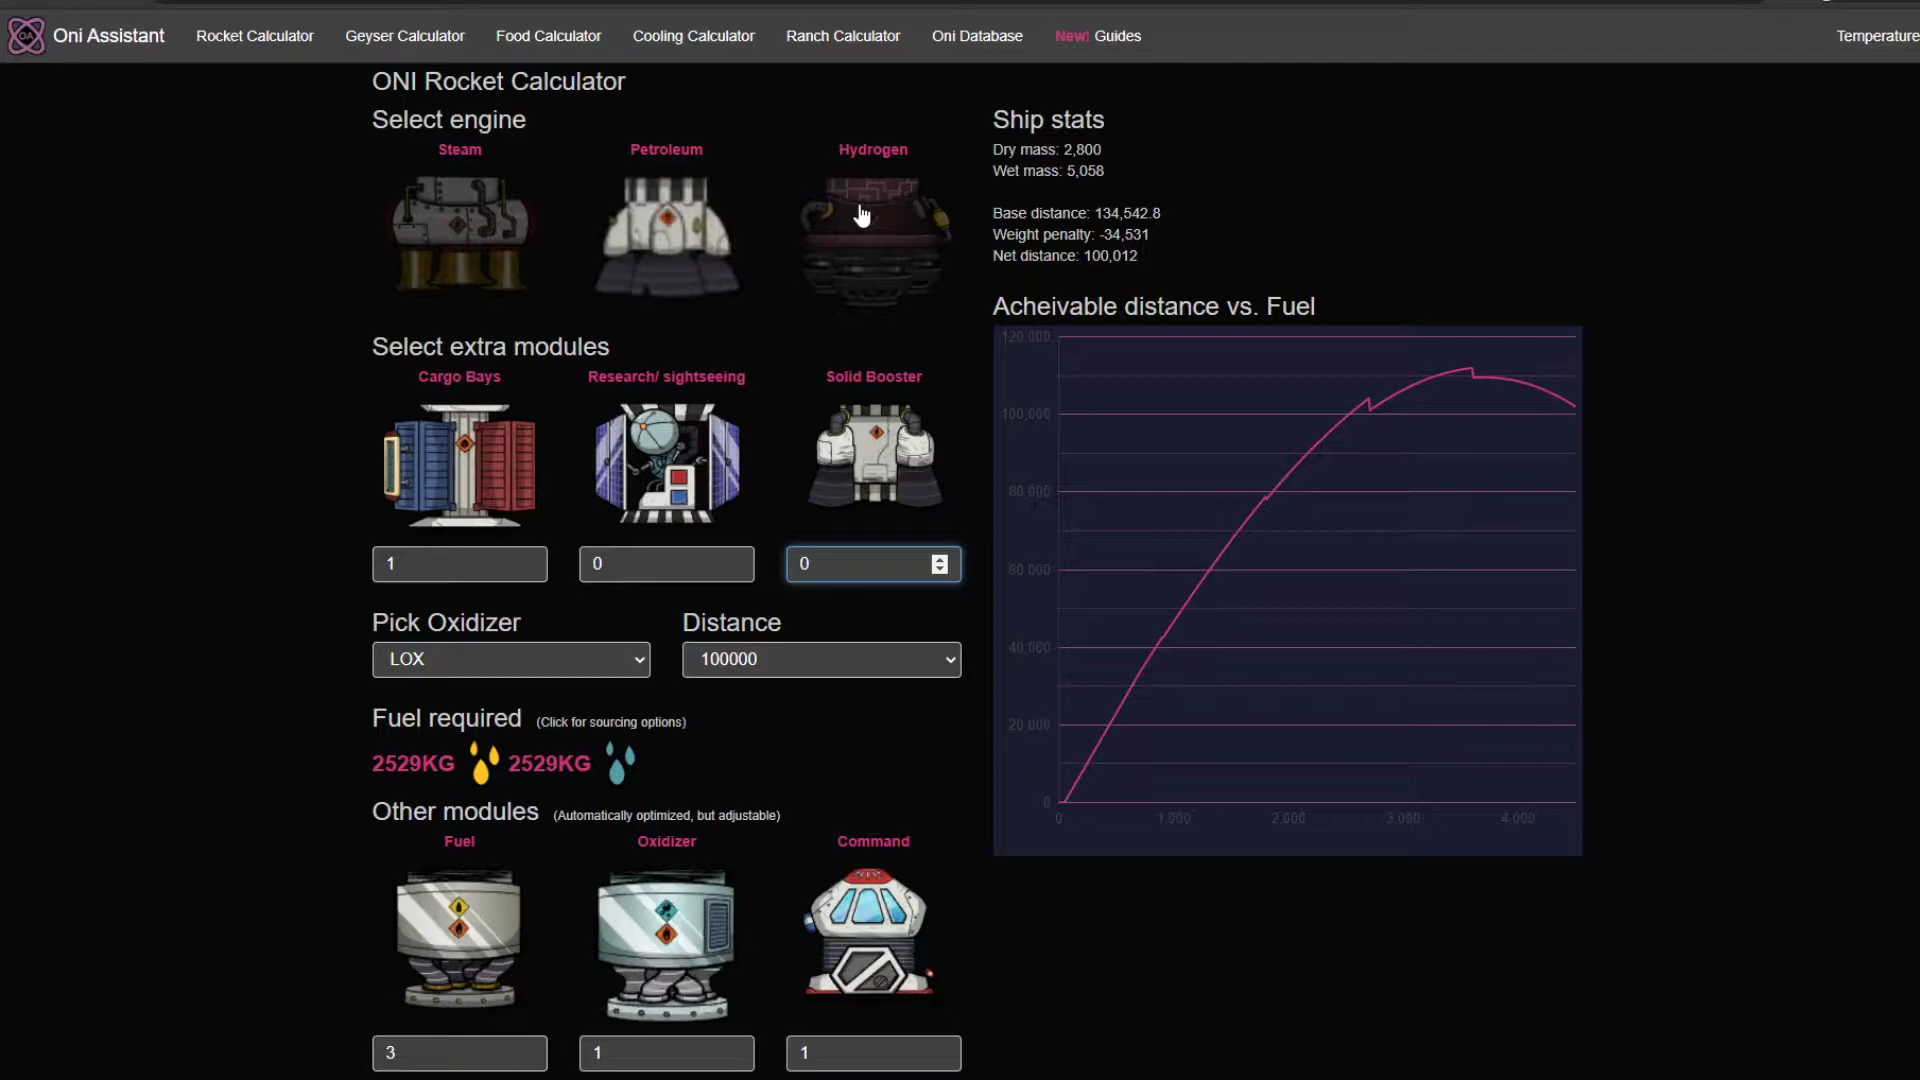 Oni Assistant Rocket Calculator Geyser Calculator Food Calculator Cooling Calculator Ranch Calculator Oni Database New! Guides Temperature
ONI Rocket Calculator
Select engine
Steam Petroleum Hydrogen
Select extra modules
Cargo Bays Research/ sightseeing Solid Booster
1 0 0
Pick Oxidizer Distance
LOX 100000
Fuel required (Click for sourcing options)
2529KG 2529KG
Other modules (Automatically optimized, but adjustable)
Fuel Oxidizer Command
3 1 1
Ship stats
Dry mass: 2,800
Wet mass: 5,058
Base distance: 134,542.8
Weight penalty: -34,531
Net distance: 100,012
Acheivable distance vs. Fuel
120,000
100,000
80,000
60,000
40,000
20,000
0
0 1,000 2,000 3,000 4,000